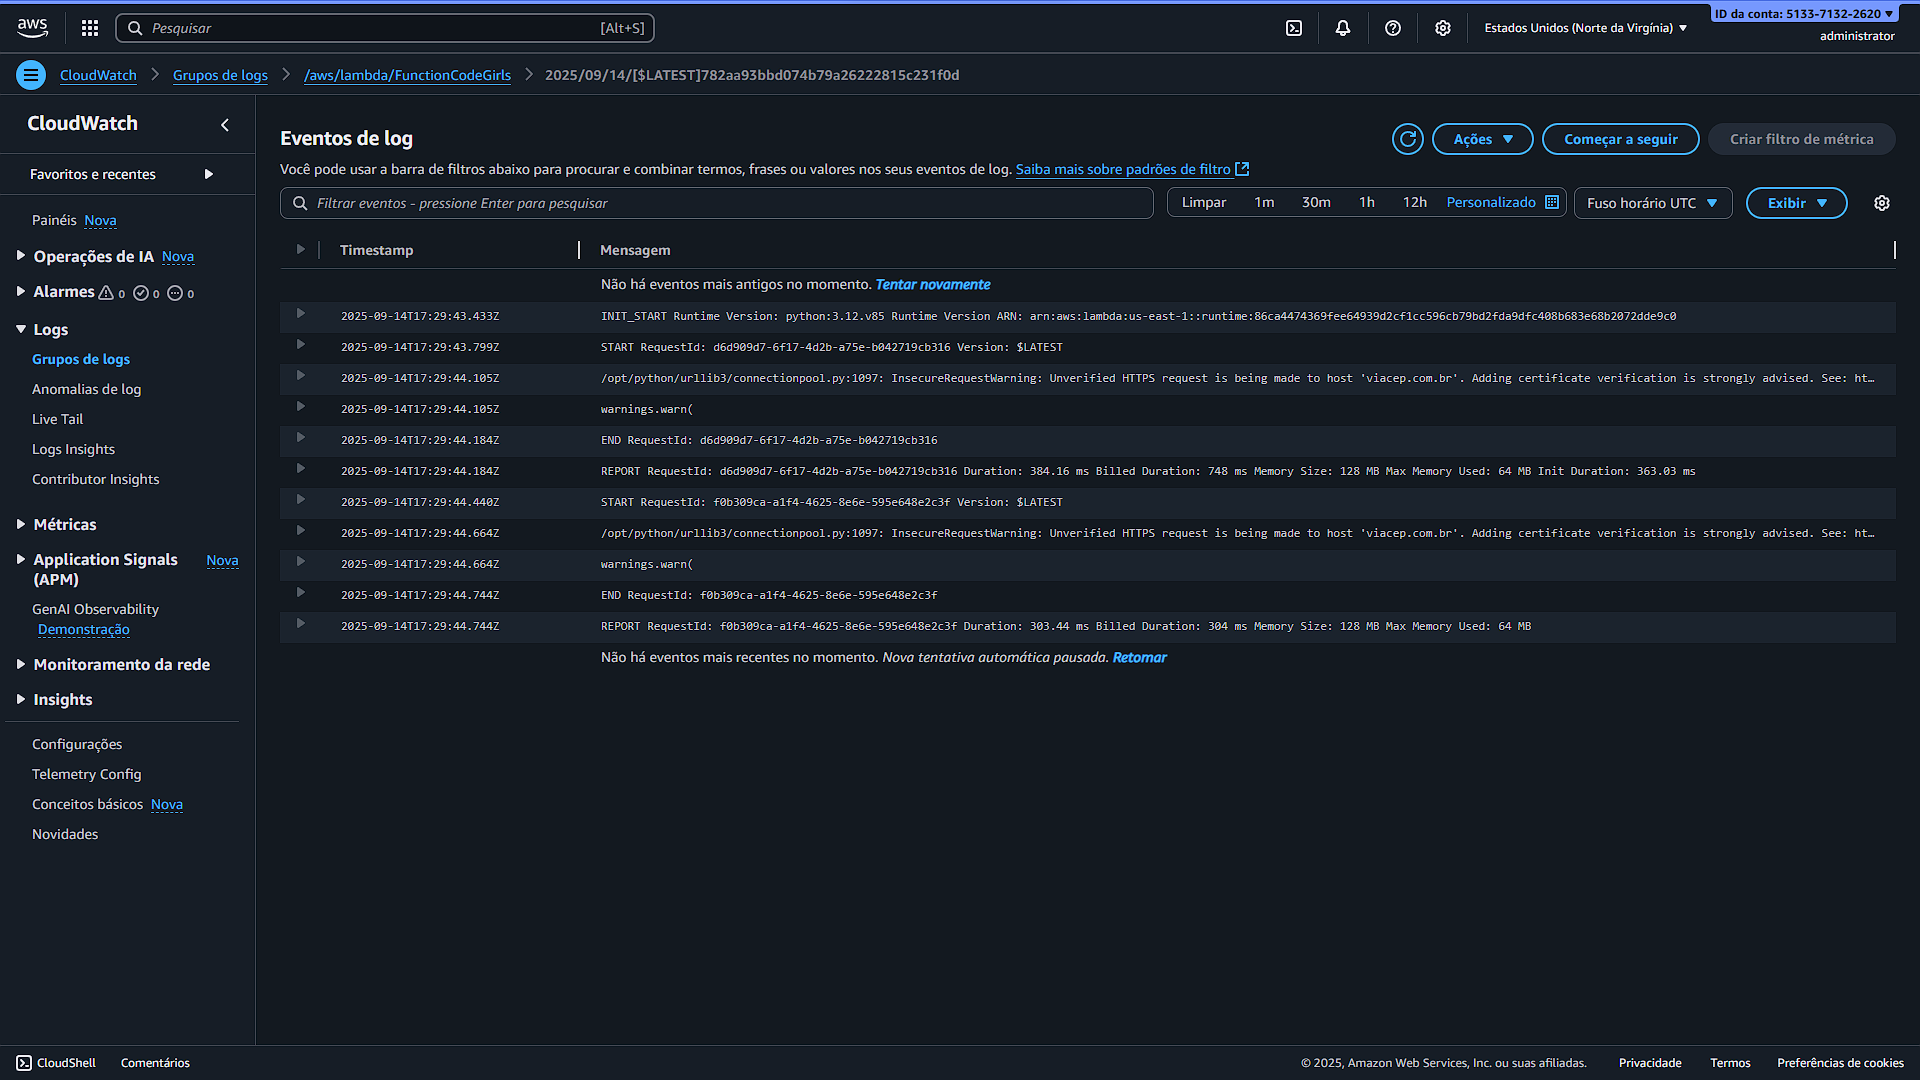 aws
Pesquisar [Alt+S]
Estados Unidos (Norte da Virgínia)
ID da conta: 5133-7132-2620
administrator
CloudWatch
Grupos de logs
/aws/lambda/FunctionCodeGirls
2025/09/14/[$LATEST]782aa93bbd074b79a26222815c231f0d
CloudWatch
Favoritos e recentes
Painéis Nova
Operações de IA Nova
Alarmes 0 0 0
Logs
Grupos de logs
Anomalias de log
Live Tail
Logs Insights
Contributor Insights
Métricas
Application Signals (APM) Nova
GenAI Observability
Demonstração
Monitoramento da rede
Insights
Configurações
Telemetry Config
Conceitos básicos Nova
Novidades
Eventos de log
Ações
Começar a seguir
Criar filtro de métrica
Você pode usar a barra de filtros abaixo para procurar e combinar termos, frases ou valores nos seus eventos de log. Saiba mais sobre padrões de filtro
Filtrar eventos - pressione Enter para pesquisar
Limpar 1m 30m 1h 12h Personalizado
Fuso horário UTC
Exibir
Timestamp Mensagem
Não há eventos mais antigos no momento. Tentar novamente
2025-09-14T17:29:43.433Z INIT_START Runtime Version: python:3.12.v85 Runtime Version ARN: arn:aws:lambda:us-east-1::runtime:86ca4474369fee64939d2cf1cc596cb79bd2fda9dfc408b683e68b2072dde9c0
2025-09-14T17:29:43.799Z START RequestId: d6d909d7-6f17-4d2b-a75e-b042719cb316 Version: $LATEST
2025-09-14T17:29:44.105Z /opt/python/urllib3/connectionpool.py:1097: InsecureRequestWarning: Unverified HTTPS request is being made to host 'viacep.com.br'. Adding certificate verification is strongly advised. See: ht…
2025-09-14T17:29:44.105Z warnings.warn(
2025-09-14T17:29:44.184Z END RequestId: d6d909d7-6f17-4d2b-a75e-b042719cb316
2025-09-14T17:29:44.184Z REPORT RequestId: d6d909d7-6f17-4d2b-a75e-b042719cb316 Duration: 384.16 ms Billed Duration: 748 ms Memory Size: 128 MB Max Memory Used: 64 MB Init Duration: 363.03 ms
2025-09-14T17:29:44.440Z START RequestId: f0b309ca-a1f4-4625-8e6e-595e648e2c3f Version: $LATEST
2025-09-14T17:29:44.664Z /opt/python/urllib3/connectionpool.py:1097: InsecureRequestWarning: Unverified HTTPS request is being made to host 'viacep.com.br'. Adding certificate verification is strongly advised. See: ht…
2025-09-14T17:29:44.664Z warnings.warn(
2025-09-14T17:29:44.744Z END RequestId: f0b309ca-a1f4-4625-8e6e-595e648e2c3f
2025-09-14T17:29:44.744Z REPORT RequestId: f0b309ca-a1f4-4625-8e6e-595e648e2c3f Duration: 303.44 ms Billed Duration: 304 ms Memory Size: 128 MB Max Memory Used: 64 MB
Não há eventos mais recentes no momento. Nova tentativa automática pausada. Retomar
CloudShell Comentários
© 2025, Amazon Web Services, Inc. ou suas afiliadas. Privacidade Termos Preferências de cookies